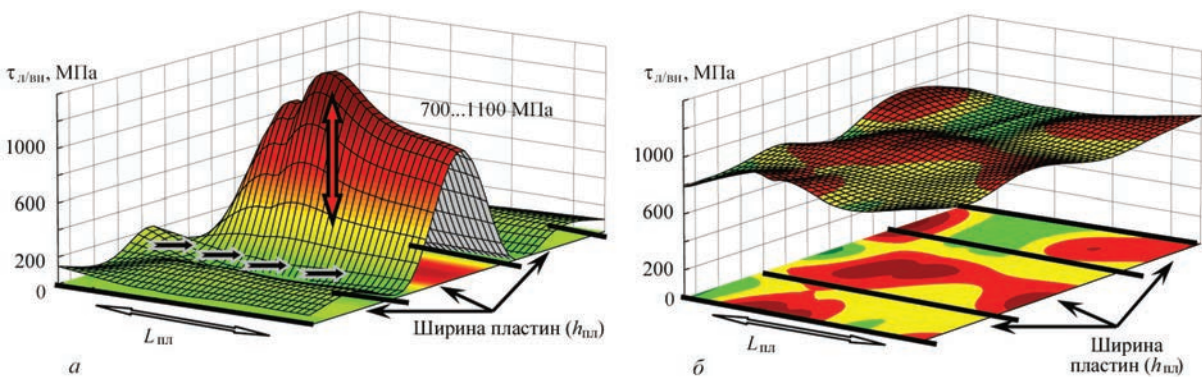 τл/вн, МПа
700...1100 МПа
1000
600
200
0
Lпл
Ширина пластин (hпл)
а
τл/вн, МПа
1000
600
200
0
Lпл
Ширина
пластин (hпл)
б